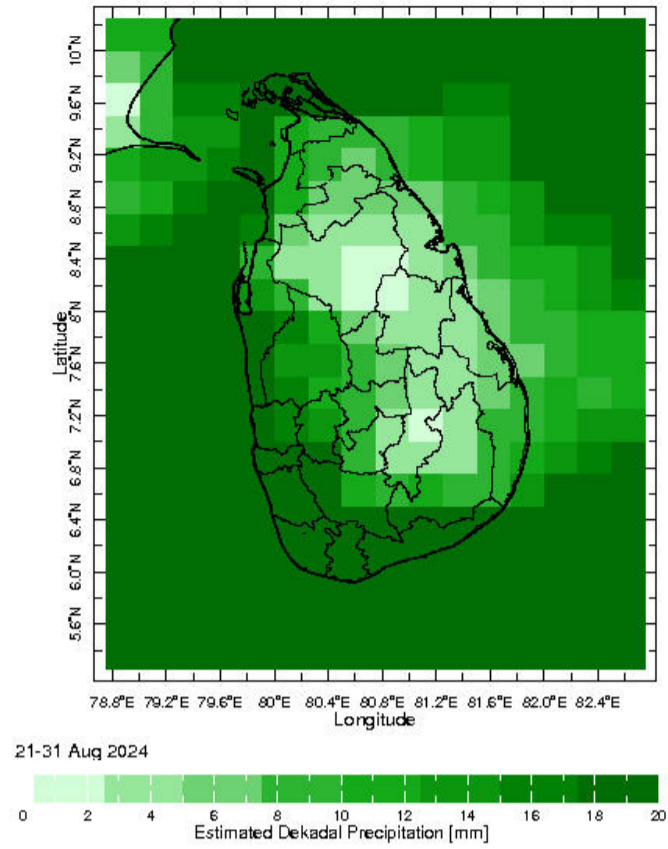 10°N
9.6°N
9.2°N
8.8°N
8.4°N
8°N
7.6°N
7.2°N
6.8°N
6.4°N
6.0°N
5.6°N
Latitude
78.8°E 79.2°E 79.6°E 80°E 80.4°E 80.8°E 81.2°E 81.6°E 82.0°E 82.4°E
Longitude
21-31 Aug 2024
0 2 4 6 8 10 12 14 16 18 20
Estimated Dekadal Precipitation [mm]